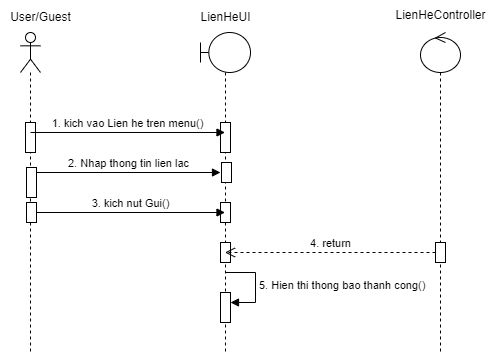 User/Guest
LienHeUI
LienHeController
1. kich vao Lien he tren menu()
2. Nhap thong tin lien lac
3. kich nut Gui()
4. return
5. Hien thi thong bao thanh cong()